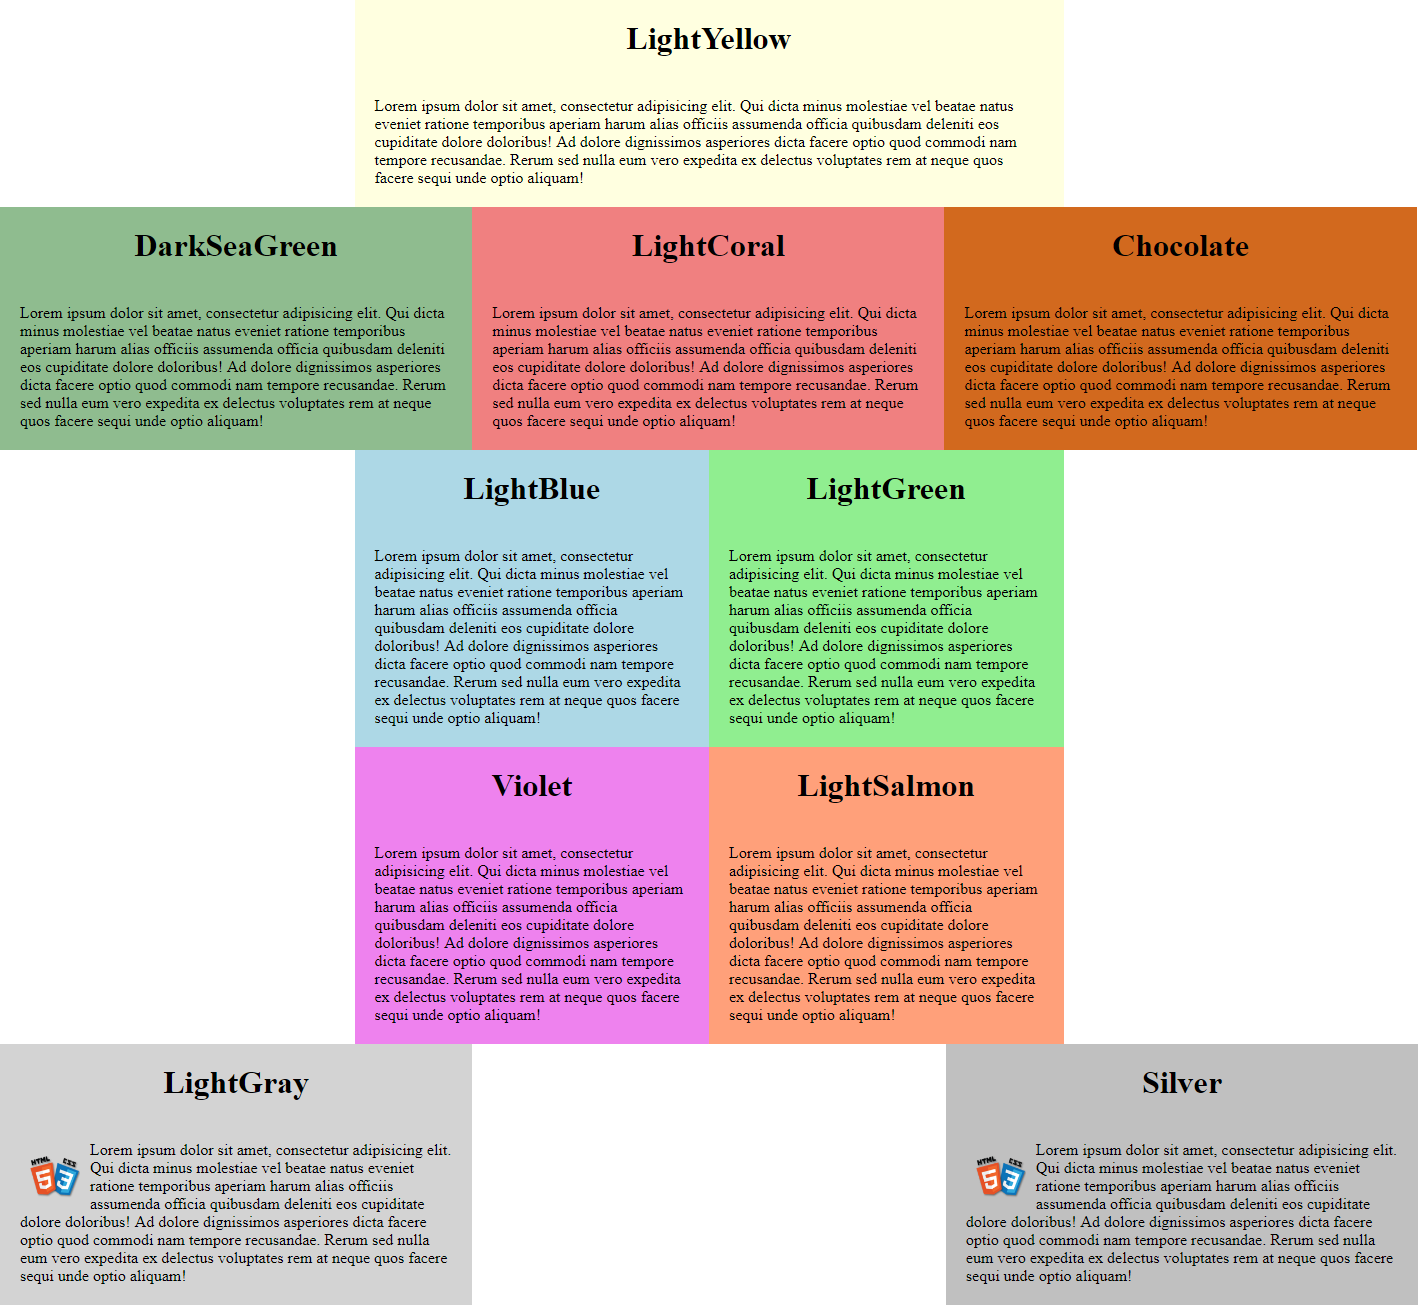 LightYellow
Lorem ipsum dolor sit amet, consectetur adipisicing elit. Qui dicta minus molestiae vel beatae natus
eveniet ratione temporibus aperiam harum alias officiis assumenda officia quibusdam deleniti eos
cupiditate dolore doloribus! Ad dolore dignissimos asperiores dicta facere optio quod commodi nam
tempore recusandae. Rerum sed nulla eum vero expedita ex delectus voluptates rem at neque quos
facere sequi unde optio aliquam!
DarkSeaGreen
Lorem ipsum dolor sit amet, consectetur adipisicing elit. Qui dicta
minus molestiae vel beatae natus eveniet ratione temporibus
aperiam harum alias officiis assumenda officia quibusdam deleniti
eos cupiditate dolore doloribus! Ad dolore dignissimos asperiores
dicta facere optio quod commodi nam tempore recusandae. Rerum
sed nulla eum vero expedita ex delectus voluptates rem at neque
quos facere sequi unde optio aliquam!
LightCoral
Lorem ipsum dolor sit amet, consectetur adipisicing elit. Qui dicta
minus molestiae vel beatae natus eveniet ratione temporibus
aperiam harum alias officiis assumenda officia quibusdam deleniti
eos cupiditate dolore doloribus! Ad dolore dignissimos asperiores
dicta facere optio quod commodi nam tempore recusandae. Rerum
sed nulla eum vero expedita ex delectus voluptates rem at neque
quos facere sequi unde optio aliquam!
Chocolate
Lorem ipsum dolor sit amet, consectetur adipisicing elit. Qui dicta
minus molestiae vel beatae natus eveniet ratione temporibus
aperiam harum alias officiis assumenda officia quibusdam deleniti
eos cupiditate dolore doloribus! Ad dolore dignissimos asperiores
dicta facere optio quod commodi nam tempore recusandae. Rerum
sed nulla eum vero expedita ex delectus voluptates rem at neque
quos facere sequi unde optio aliquam!
LightBlue
Lorem ipsum dolor sit amet, consectetur
adipisicing elit. Qui dicta minus molestiae vel
beatae natus eveniet ratione temporibus aperiam
harum alias officiis assumenda officia
quibusdam deleniti eos cupiditate dolore
doloribus! Ad dolore dignissimos asperiores
dicta facere optio quod commodi nam tempore
recusandae. Rerum sed nulla eum vero expedita
ex delectus voluptates rem at neque quos facere
sequi unde optio aliquam!
LightGreen
Lorem ipsum dolor sit amet, consectetur
adipisicing elit. Qui dicta minus molestiae vel
beatae natus eveniet ratione temporibus aperiam
harum alias officiis assumenda officia
quibusdam deleniti eos cupiditate dolore
doloribus! Ad dolore dignissimos asperiores
dicta facere optio quod commodi nam tempore
recusandae. Rerum sed nulla eum vero expedita
ex delectus voluptates rem at neque quos facere
sequi unde optio aliquam!
Violet
Lorem ipsum dolor sit amet, consectetur
adipisicing elit. Qui dicta minus molestiae vel
beatae natus eveniet ratione temporibus aperiam
harum alias officiis assumenda officia
quibusdam deleniti eos cupiditate dolore
doloribus! Ad dolore dignissimos asperiores
dicta facere optio quod commodi nam tempore
recusandae. Rerum sed nulla eum vero expedita
ex delectus voluptates rem at neque quos facere
sequi unde optio aliquam!
LightSalmon
Lorem ipsum dolor sit amet, consectetur
adipisicing elit. Qui dicta minus molestiae vel
beatae natus eveniet ratione temporibus aperiam
harum alias officiis assumenda officia
quibusdam deleniti eos cupiditate dolore
doloribus! Ad dolore dignissimos asperiores
dicta facere optio quod commodi nam tempore
recusandae. Rerum sed nulla eum vero expedita
ex delectus voluptates rem at neque quos facere
sequi unde optio aliquam!
LightGray
HTML CSS
5 3
Lorem ipsum dolor sit amet, consectetur adipisicing elit.
Qui dicta minus molestiae vel beatae natus eveniet
ratione temporibus aperiam harum alias officiis
assumenda officia quibusdam deleniti eos cupiditate
dolore doloribus! Ad dolore dignissimos asperiores dicta facere
optio quod commodi nam tempore recusandae. Rerum sed nulla
eum vero expedita ex delectus voluptates rem at neque quos facere
sequi unde optio aliquam!
Silver
HTML CSS
5 3
Lorem ipsum dolor sit amet, consectetur adipisicing elit.
Qui dicta minus molestiae vel beatae natus eveniet
ratione temporibus aperiam harum alias officiis
assumenda officia quibusdam deleniti eos cupiditate
dolore doloribus! Ad dolore dignissimos asperiores dicta facere
optio quod commodi nam tempore recusandae. Rerum sed nulla
eum vero expedita ex delectus voluptates rem at neque quos facere
sequi unde optio aliquam!